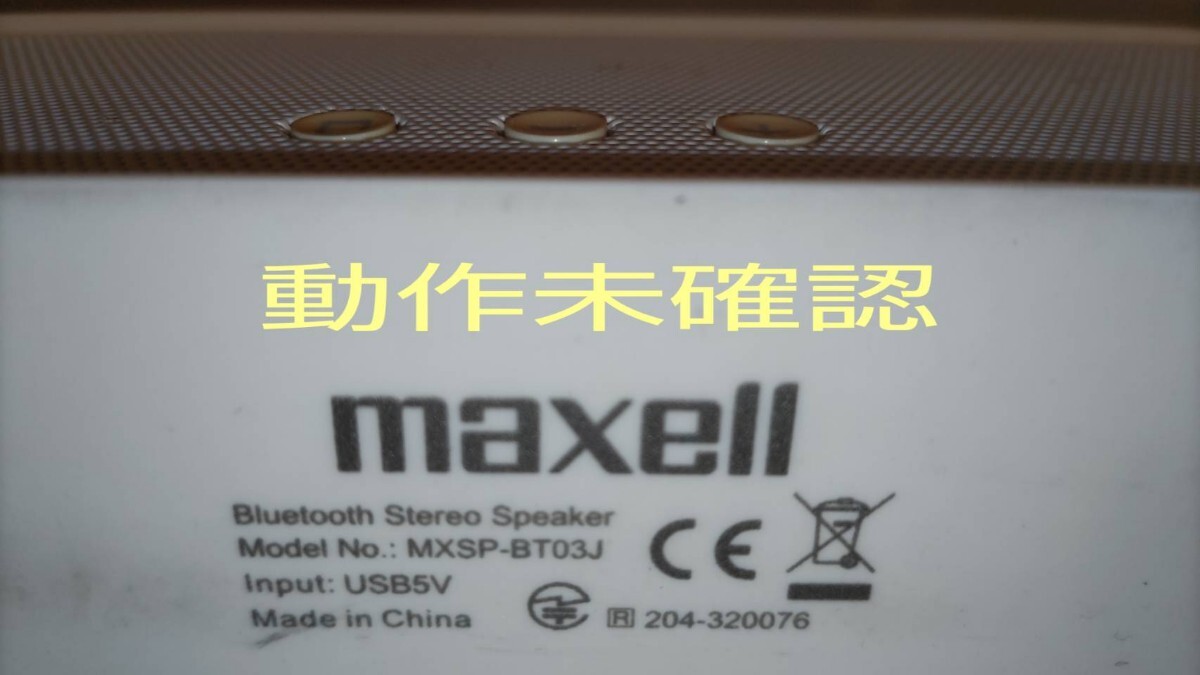 動作未確認
maxell
Bluetooth Stereo Speaker
Model No.: MXSP-BT03J
Input: USB5V
Made in China
CE
R 204-320076